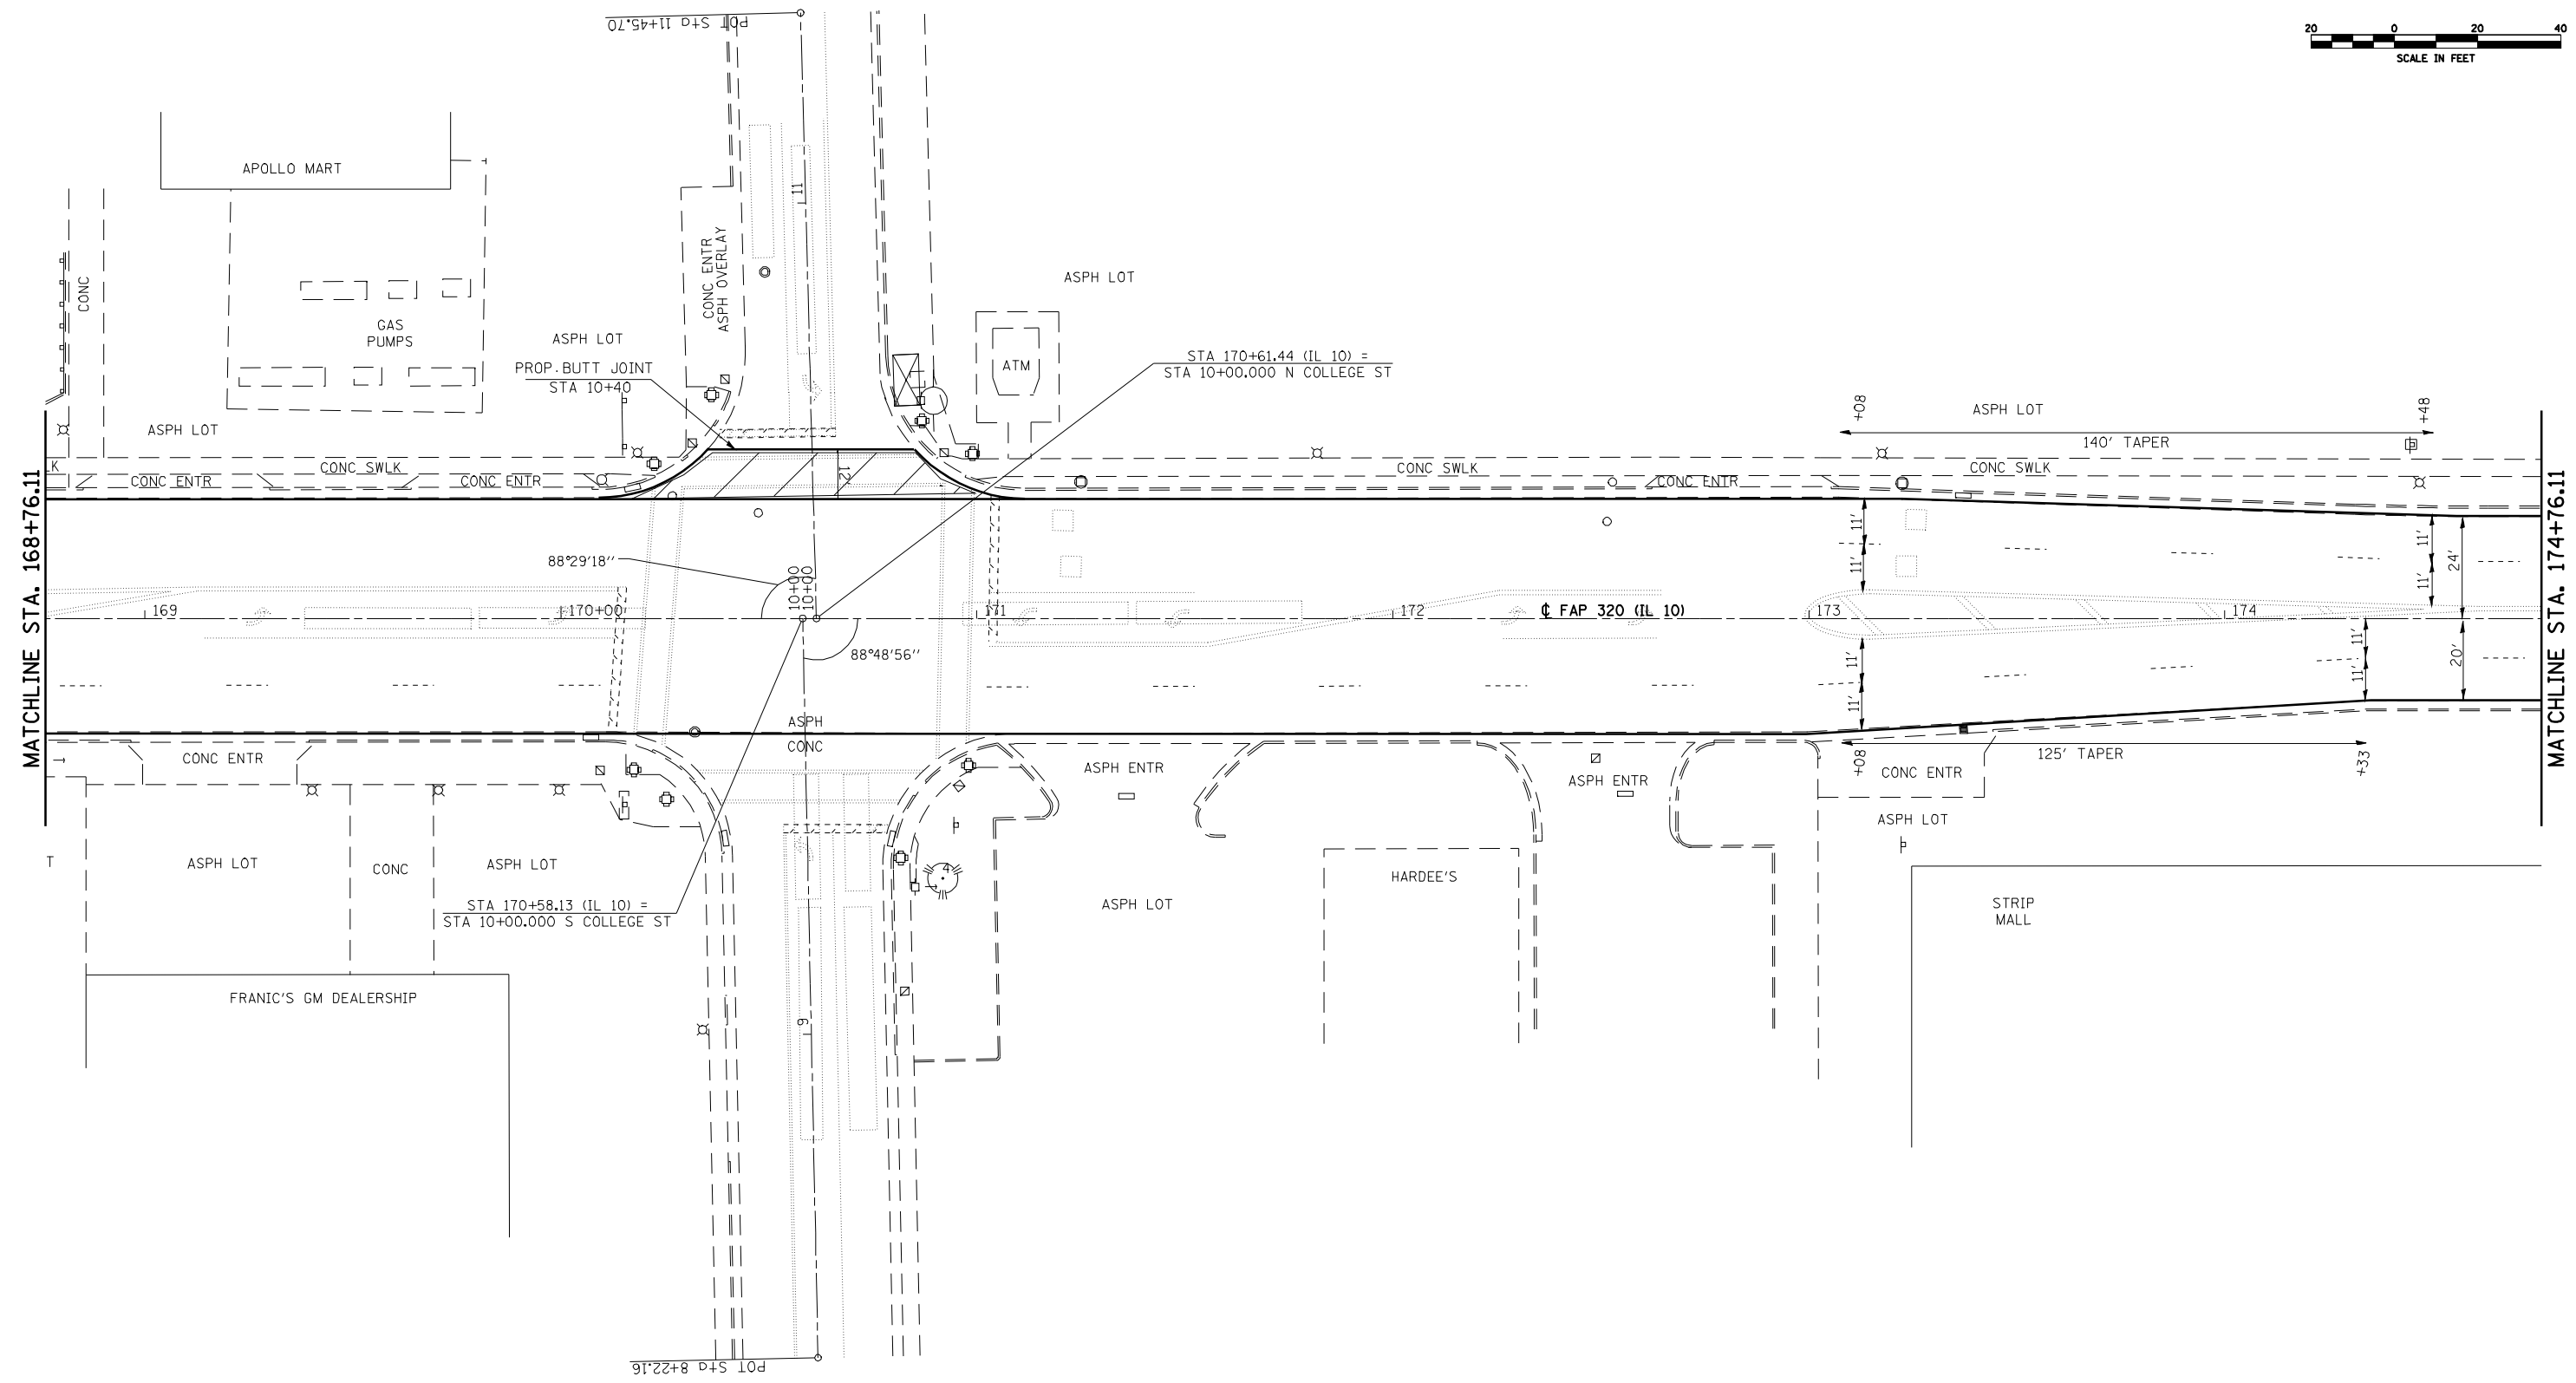 POT Sta 11+45.70
20 0 20 40
SCALE IN FEET
APOLLO MART
11
CONC
CONC ENTR
ASPH OVERLAY
ASPH LOT
GAS
PUMPS
ASPH LOT
PROP. BUTT JOINT
STA 10+40
ATM
STA 170+61.44 (IL 10) =
STA 10+00.000 N COLLEGE ST
+08
ASPH LOT
+48
140' TAPER
ASPH LOT
LK
CONC SWLK
CONC ENTR
CONC ENTR
12'
CONC SWLK
CONC ENTR
CONC SWLK
MATCHLINE STA. 168+76.11
MATCHLINE STA. 174+76.11
11'
11'
11'
11'
24'
88°29'18"
10+00
10+00
169
170+00
171
172
℄ FAP 320 (IL 10)
173
174
88°48'56"
11'
11'
11'
11'
20'
ASPH
CONC
CONC ENTR
ASPH ENTR
ASPH ENTR
+08
125' TAPER
+33
CONC ENTR
ASPH LOT
T
ASPH LOT
CONC
ASPH LOT
4
HARDEE'S
STA 170+58.13 (IL 10) =
STA 10+00.000 S COLLEGE ST
ASPH LOT
STRIP
MALL
FRANIC'S GM DEALERSHIP
9
POT Sta 8+22.16